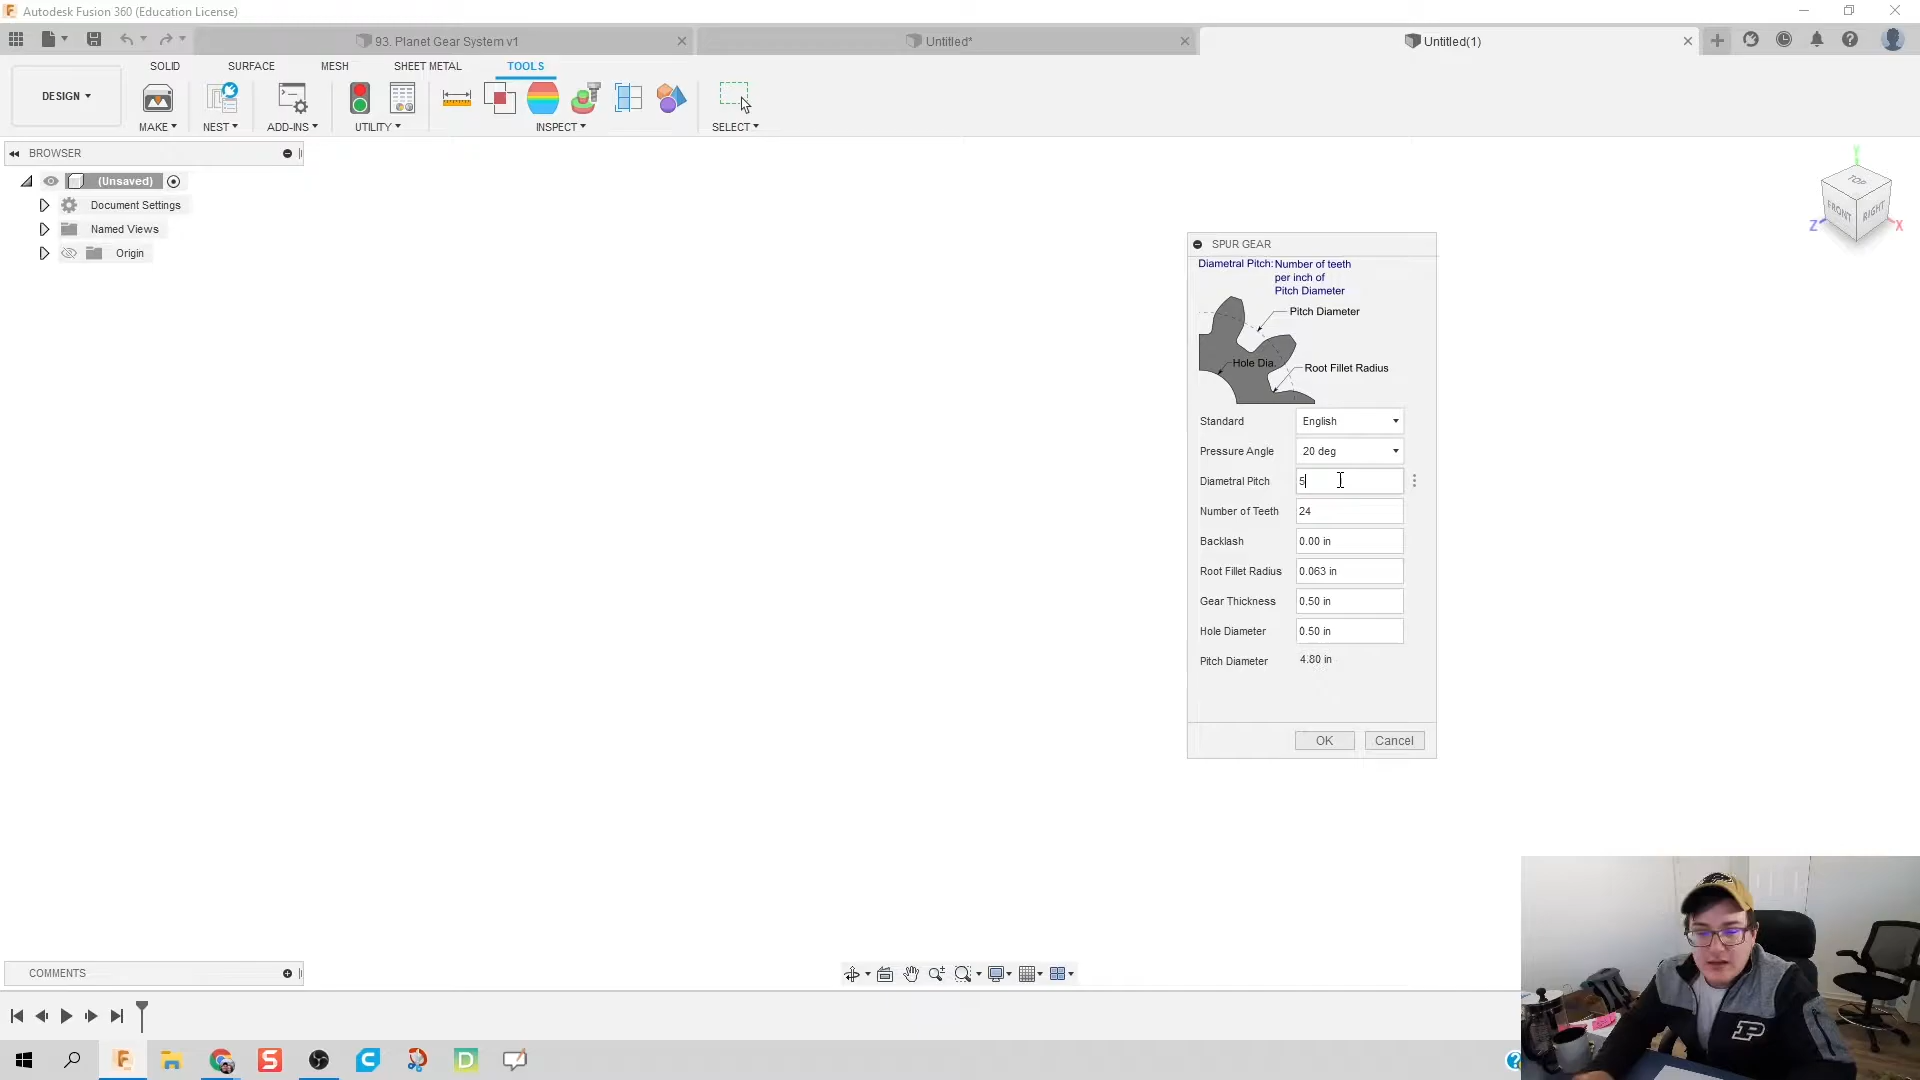 Autodesk Fusion 360 (Education License)
93. Planet Gear System v1
Untitled*
Untitled(1)
SOLID
SURFACE
MESH
SHEET METAL
TOOLS
DESIGN
MAKE
NEST
ADD-INS
UTILITY
INSPECT
SELECT
BROWSER
(Unsaved)
Document Settings
Named Views
Origin
TOP
FRONT
RIGHT
Y
Z
X
SPUR GEAR
Diametral Pitch: Number of teeth
per inch of
Pitch Diameter
Pitch Diameter
Hole Dia.
Root Fillet Radius
Standard English
Pressure Angle 20 deg
Diametral Pitch 5
Number of Teeth 24
Backlash 0.00 in
Root Fillet Radius 0.063 in
Gear Thickness 0.50 in
Hole Diameter 0.50 in
Pitch Diameter 4.80 in
OK Cancel
COMMENTS
P